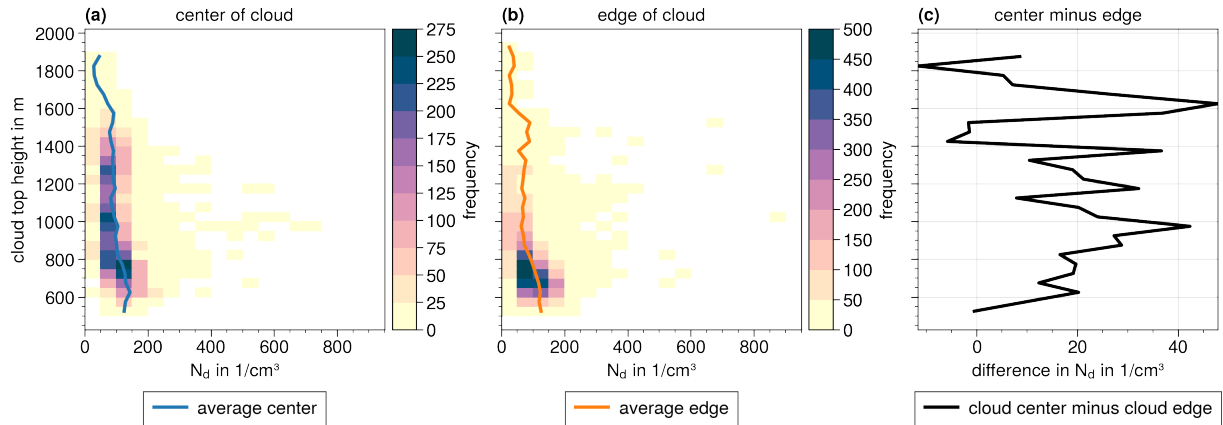 (a) center of cloud
(b) edge of cloud
(c) center minus edge
cloud top height in m
2000
1800
1600
1400
1200
1000
800
600
0 200 400 600 800
N_d in 1/cm³
275
250
225
200
175
150
125
100
75
50
25
0
frequency
average center
0 200 400 600 800
N_d in 1/cm³
500
450
400
350
300
250
200
150
100
50
0
frequency
average edge
0 20 40
difference in N_d in 1/cm³
cloud center minus cloud edge